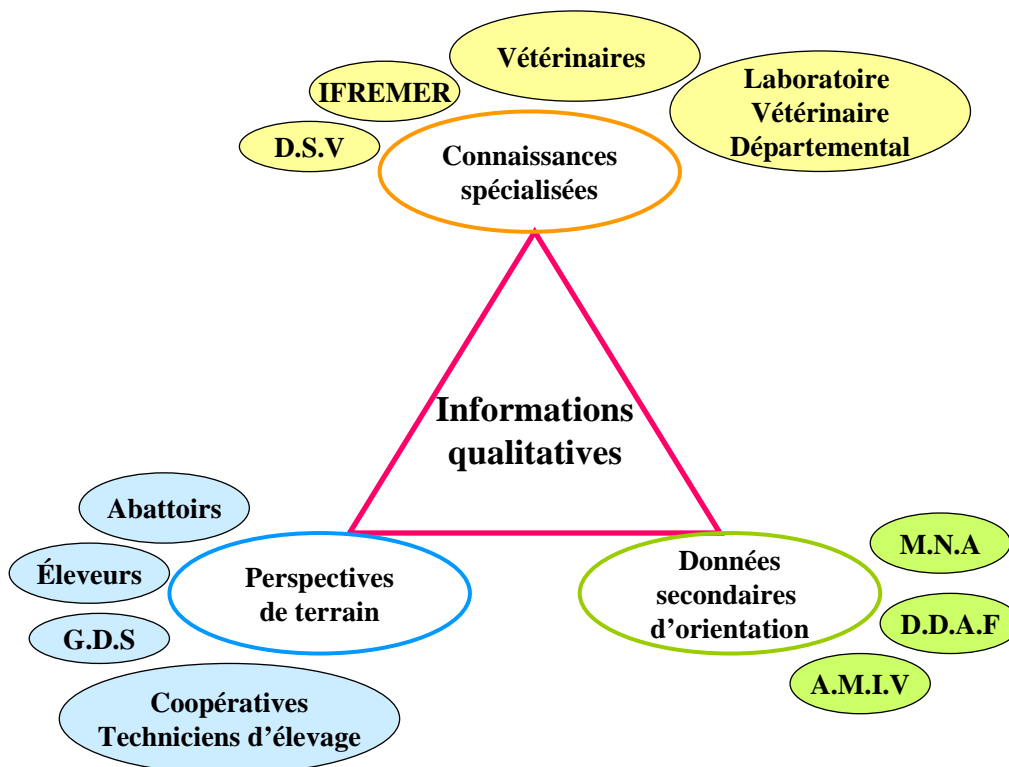 Vétérinaires
IFREMER
Laboratoire
Vétérinaire
Départemental
D.S.V
Connaissances
spécialisées
Informations
qualitatives
Abattoirs
Éleveurs
G.D.S
Coopératives
Techniciens d’élevage
Perspectives
de terrain
Données
secondaires
d’orientation
M.N.A
D.D.A.F
A.M.I.V